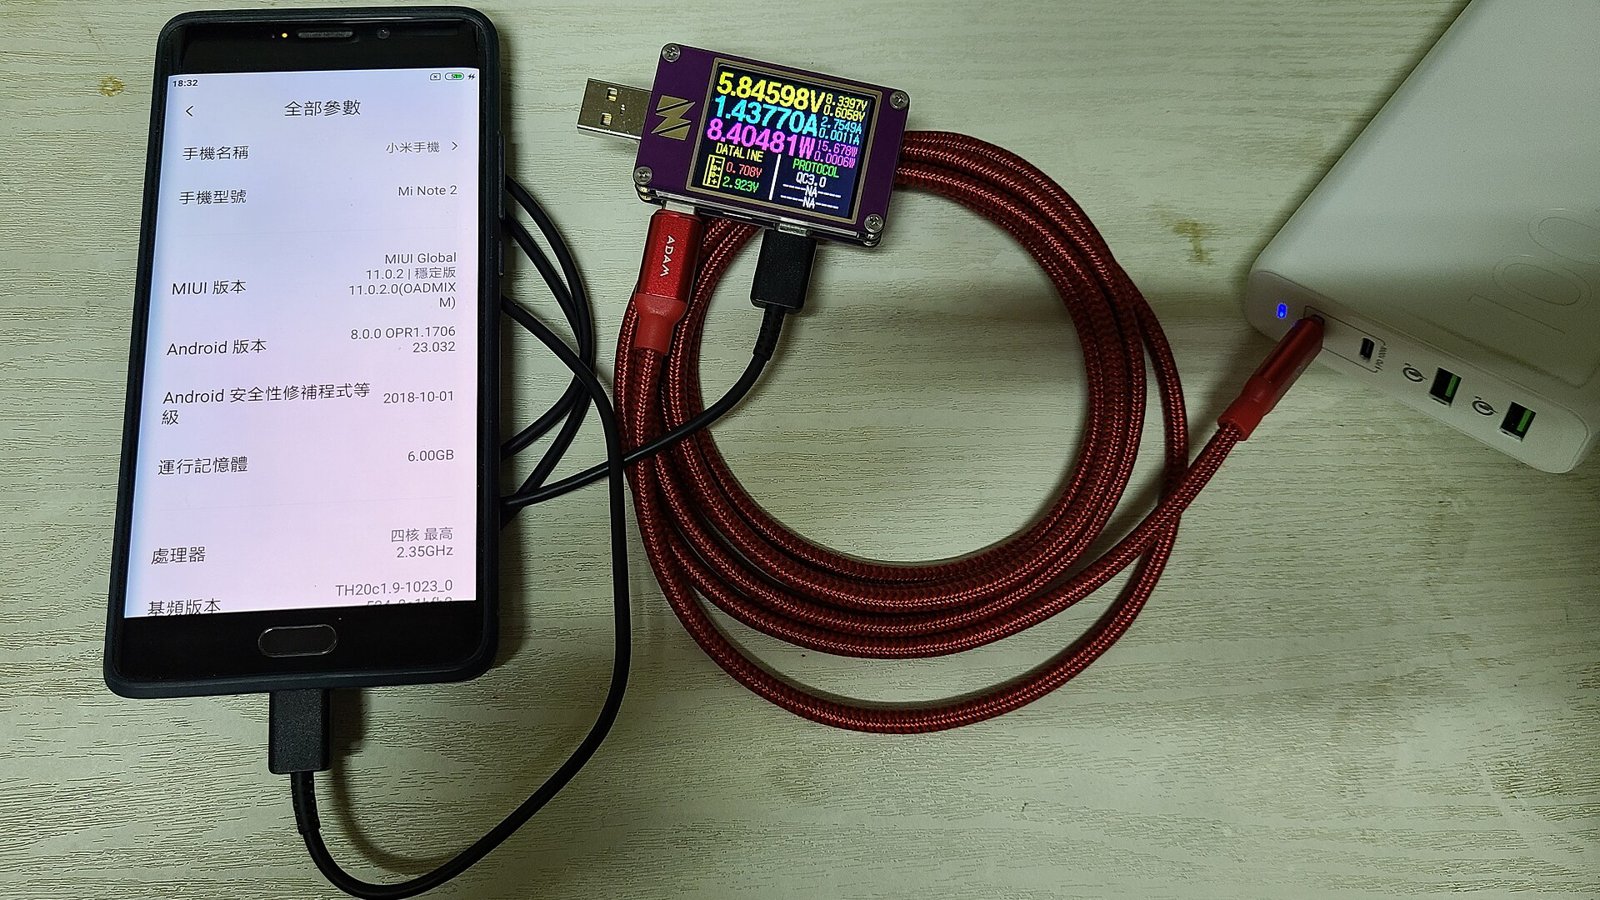 18:32
全部參數
手機名稱
小米手機
手機型號
Mi Note 2
MIUI 版本
MIUI Global
11.0.2 | 穩定版
11.0.2.0(OADMIX
M)
Android 版本
8.0.0 OPR1.1706
23.032
Android 安全性修補程式等
級
2018-10-01
運行記憶體
6.00GB
處理器
四核 最高
2.35GHz
基頻版本
TH20c1.9-1023_0
5.84598V
8.3397V
0.6058V
1.43770A
2.7549A
0.0011A
8.40481W
15.678W
0.0006W
DATALINE
0.708V
2.923V
PROTOCOL
QC3.0
NA
NA
ADAM
PD 100W
100